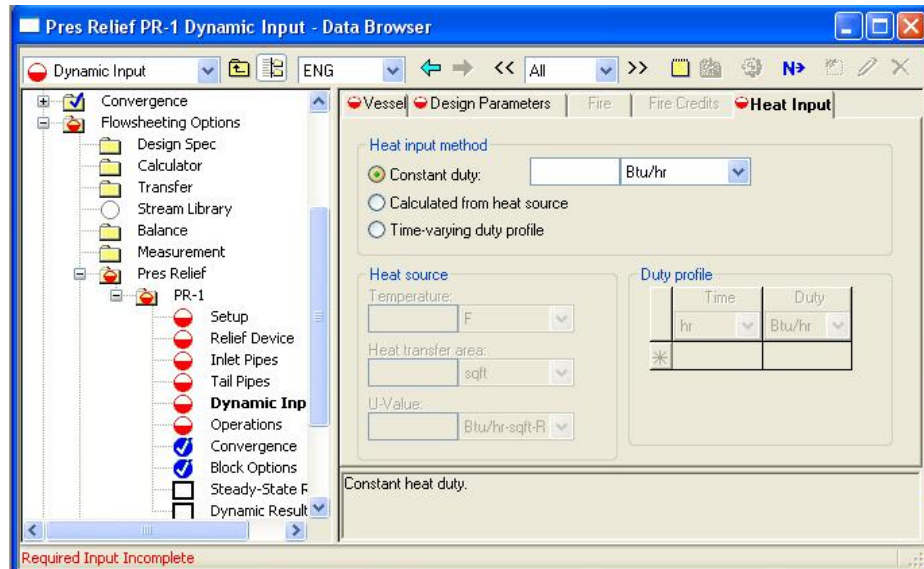 Pres Relief PR-1 Dynamic Input - Data Browser
Dynamic Input
ENG
<< All >>
N>
Convergence
Flowsheeting Options
Design Spec
Calculator
Transfer
Stream Library
Balance
Measurement
Pres Relief
PR-1
Setup
Relief Device
Inlet Pipes
Tail Pipes
Dynamic Inp
Operations
Convergence
Block Options
Steady-State R
Dynamic Result
Vessel Design Parameters Fire Fire Credits Heat Input
Heat input method
Constant duty: Btu/hr
Calculated from heat source
Time-varying duty profile
Heat source
Temperature:
F
Heat transfer area:
sqft
U-Value:
Btu/hr-sqft-R
Duty profile
Time Duty
hr Btu/hr
Constant heat duty.
Required Input Incomplete